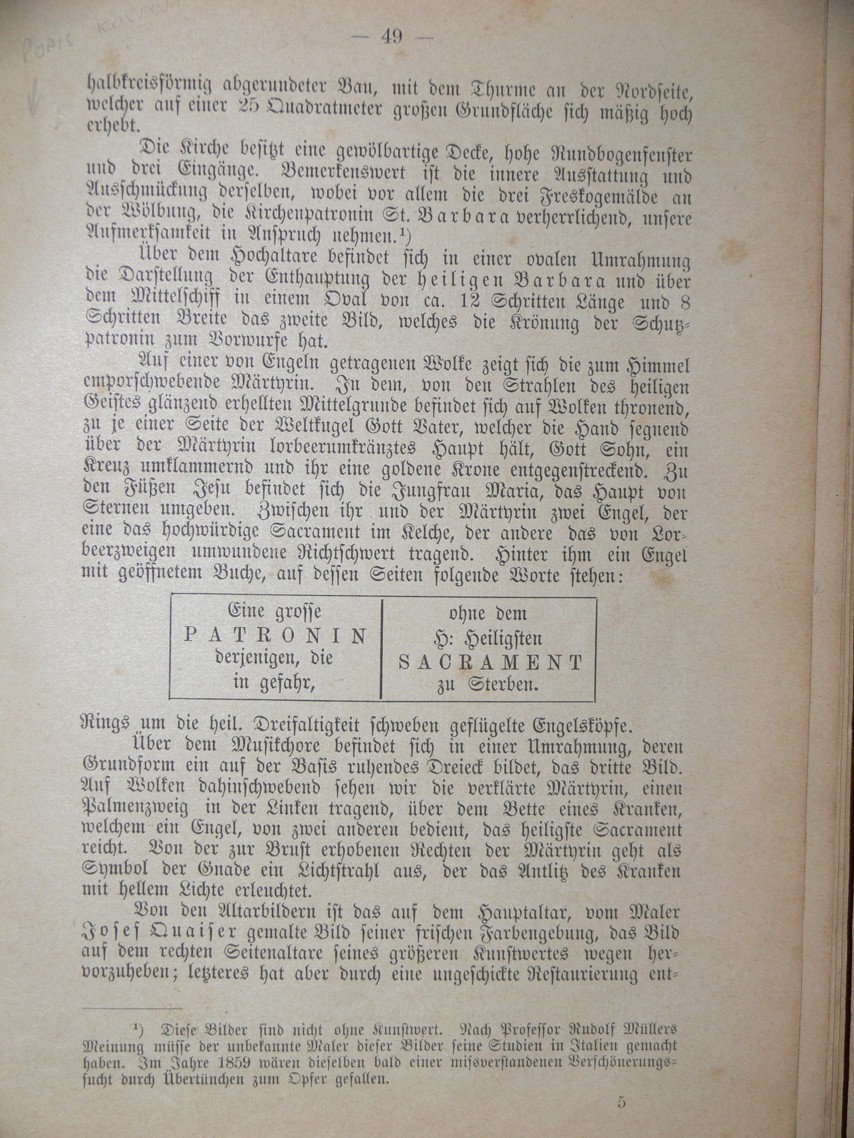 — 49 —
POPIS
halbkreisförmig abgerundeter Bau, mit dem Thurme an der Nordseite,
welcher auf einer 25 Quadratmeter großen Grundfläche sich mäßig hoch
erhebt.
Die Kirche besitzt eine gewölbartige Decke, hohe Rundbogenfenster
und drei Eingänge. Bemerkenswert ist die innere Ausstattung und
Ausschmückung derselben, wobei vor allem die drei Freskogemälde an
der Wölbung, die Kirchenpatronin St. Barbara verherrlichend, unsere
Aufmerksamkeit in Anspruch nehmen.¹)
Über dem Hochaltare befindet sich in einer ovalen Umrahmung
die Darstellung der Enthauptung der heiligen Barbara und über
dem Mittelschiff in einem Oval von ca. 12 Schritten Länge und 8
Schritten Breite das zweite Bild, welches die Krönung der Schutz-
patronin zum Vorwurfe hat.
Auf einer von Engeln getragenen Wolke zeigt sich die zum Himmel
emporschwebende Märtyrin. In dem, von den Strahlen des heiligen
Geistes glänzend erhellten Mittelgrunde befindet sich auf Wolken thronend,
zu je einer Seite der Weltkugel Gott Vater, welcher die Hand segnend
über der Märtyrin lorbeerumkränztes Haupt hält, Gott Sohn, ein
Kreuz umklammernd und ihr eine goldene Krone entgegenstreckend. Zu
den Füßen Jesu befindet sich die Jungfrau Maria, das Haupt von
Sternen umgeben. Zwischen ihr und der Märtyrin zwei Engel, der
eine das hochwürdige Sacrament im Kelche, der andere das von Lor-
beerzweigen umwundene Richtschwert tragend. Hinter ihm ein Engel
mit geöffnetem Buche, auf dessen Seiten folgende Worte stehen:
Eine grosse
PATRONIN
derjenigen, die
in gefahr,
ohne dem
H: Heiligsten
SACRAMENT
zu Sterben.
Rings um die heil. Dreifaltigkeit schweben geflügelte Engelsköpfe.
Über dem Musikchore befindet sich in einer Umrahmung, deren
Grundform ein auf der Basis ruhendes Dreieck bildet, das dritte Bild.
Auf Wolken dahinschwebend sehen wir die verklärte Märtyrin, einen
Palmenzweig in der Linken tragend, über dem Bette eines Kranken,
welchem ein Engel, von zwei anderen bedient, das heiligste Sacrament
reicht. Von der zur Brust erhobenen Rechten der Märtyrin geht als
Symbol der Gnade ein Lichtstrahl aus, der das Antlitz des Kranken
mit hellem Lichte erleuchtet.
Von den Altarbildern ist das auf dem Hauptaltar, vom Maler
Josef Quaiser gemalte Bild seiner frischen Farbengebung, das Bild
auf dem rechten Seitenaltare seines größeren Kunstwertes wegen her-
vorzuheben; letzteres hat aber durch eine ungeschickte Restaurierung ent-
¹) Diese Bilder sind nicht ohne Kunstwert. Nach Professor Rudolf Müllers
Meinung müsse der unbekannte Maler dieser Bilder seine Studien in Italien gemacht
haben. Im Jahre 1859 wären dieselben bald einer misverstandenen Verschönerungs-
sucht durch Übertünchen zum Opfer gefallen.
5